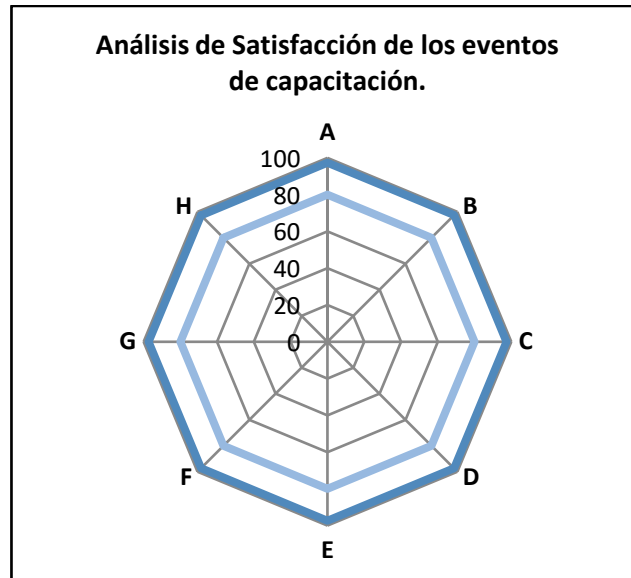 Análisis de Satisfacción de los eventos
de capacitación.
A
100
80
60
40
20
0
B
C
D
E
F
G
H